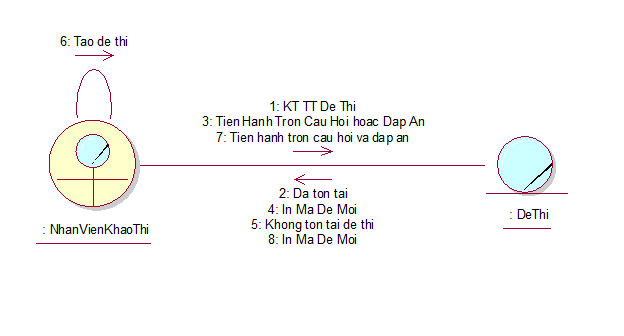 6: Tao de thi
1: KT TT De Thi
3: Tien Hanh Tron Cau Hoi hoac Dap An
7: Tien hanh tron cau hoi va dap an
2: Da ton tai
4: In Ma De Moi
5: Khong ton tai de thi
8: In Ma De Moi
: NhanVienKhaoThi
: DeThi